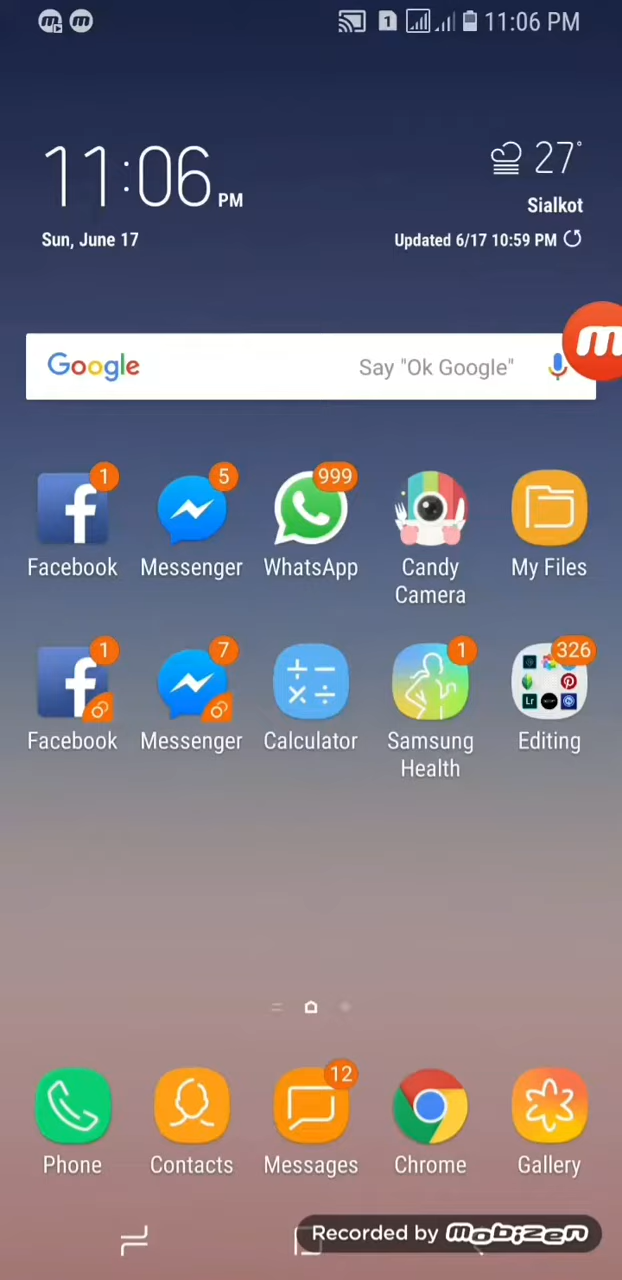 1 11:06 PM
11:06 PM
27°
Sialkot
Sun, June 17
Updated 6/17 10:59 PM
Google
Say "Ok Google"
1
5
999
Facebook
Messenger
WhatsApp
Candy Camera
My Files
1
7
1
326
Lr
Facebook
Messenger
Calculator
Samsung Health
Editing
12
Phone
Contacts
Messages
Chrome
Gallery
Recorded by mobizen